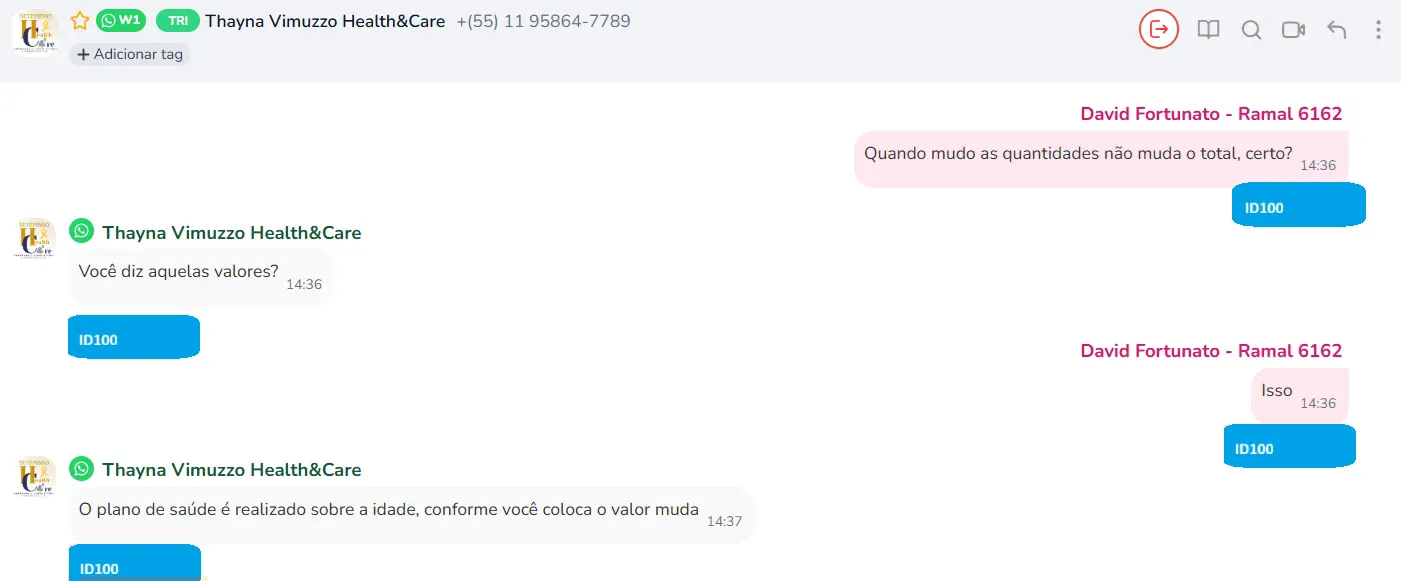 W1 TRI Thayna Vimuzzo Health&Care +(55) 11 95864-7789
+ Adicionar tag
David Fortunato - Ramal 6162
Quando mudo as quantidades não muda o total, certo? 14:36
ID100
Thayna Vimuzzo Health&Care
Você diz aquelas valores? 14:36
ID100
David Fortunato - Ramal 6162
Isso 14:36
ID100
Thayna Vimuzzo Health&Care
O plano de saúde é realizado sobre a idade, conforme você coloca o valor muda 14:37
ID100